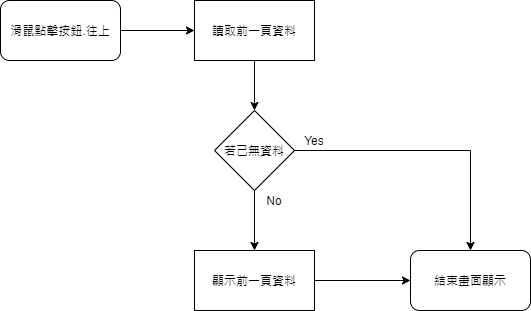 滑鼠點擊按鈕.往上
讀取前一頁資料
若已無資料
Yes
No
顯示前一頁資料
結束畫面顯示